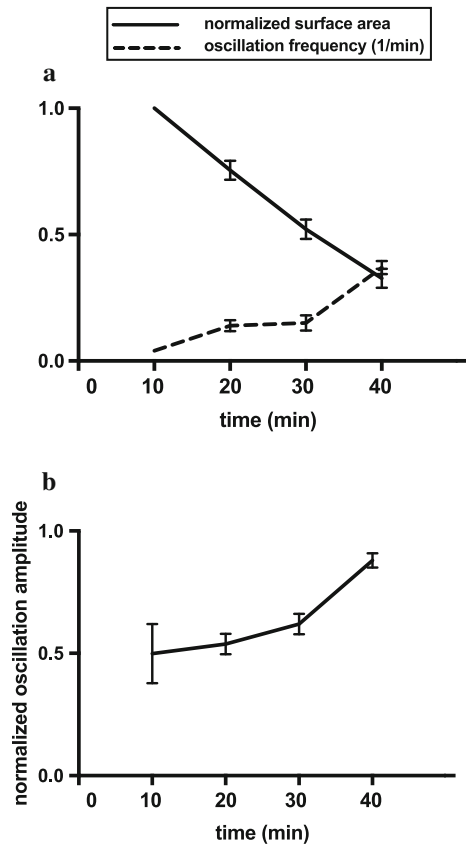 normalized surface area
oscillation frequency (1/min)
a
1.0
0.5
0.0
0 10 20 30 40
time (min)
b
normalized oscillation amplitude
1.0
0.5
0.0
0 10 20 30 40
time (min)